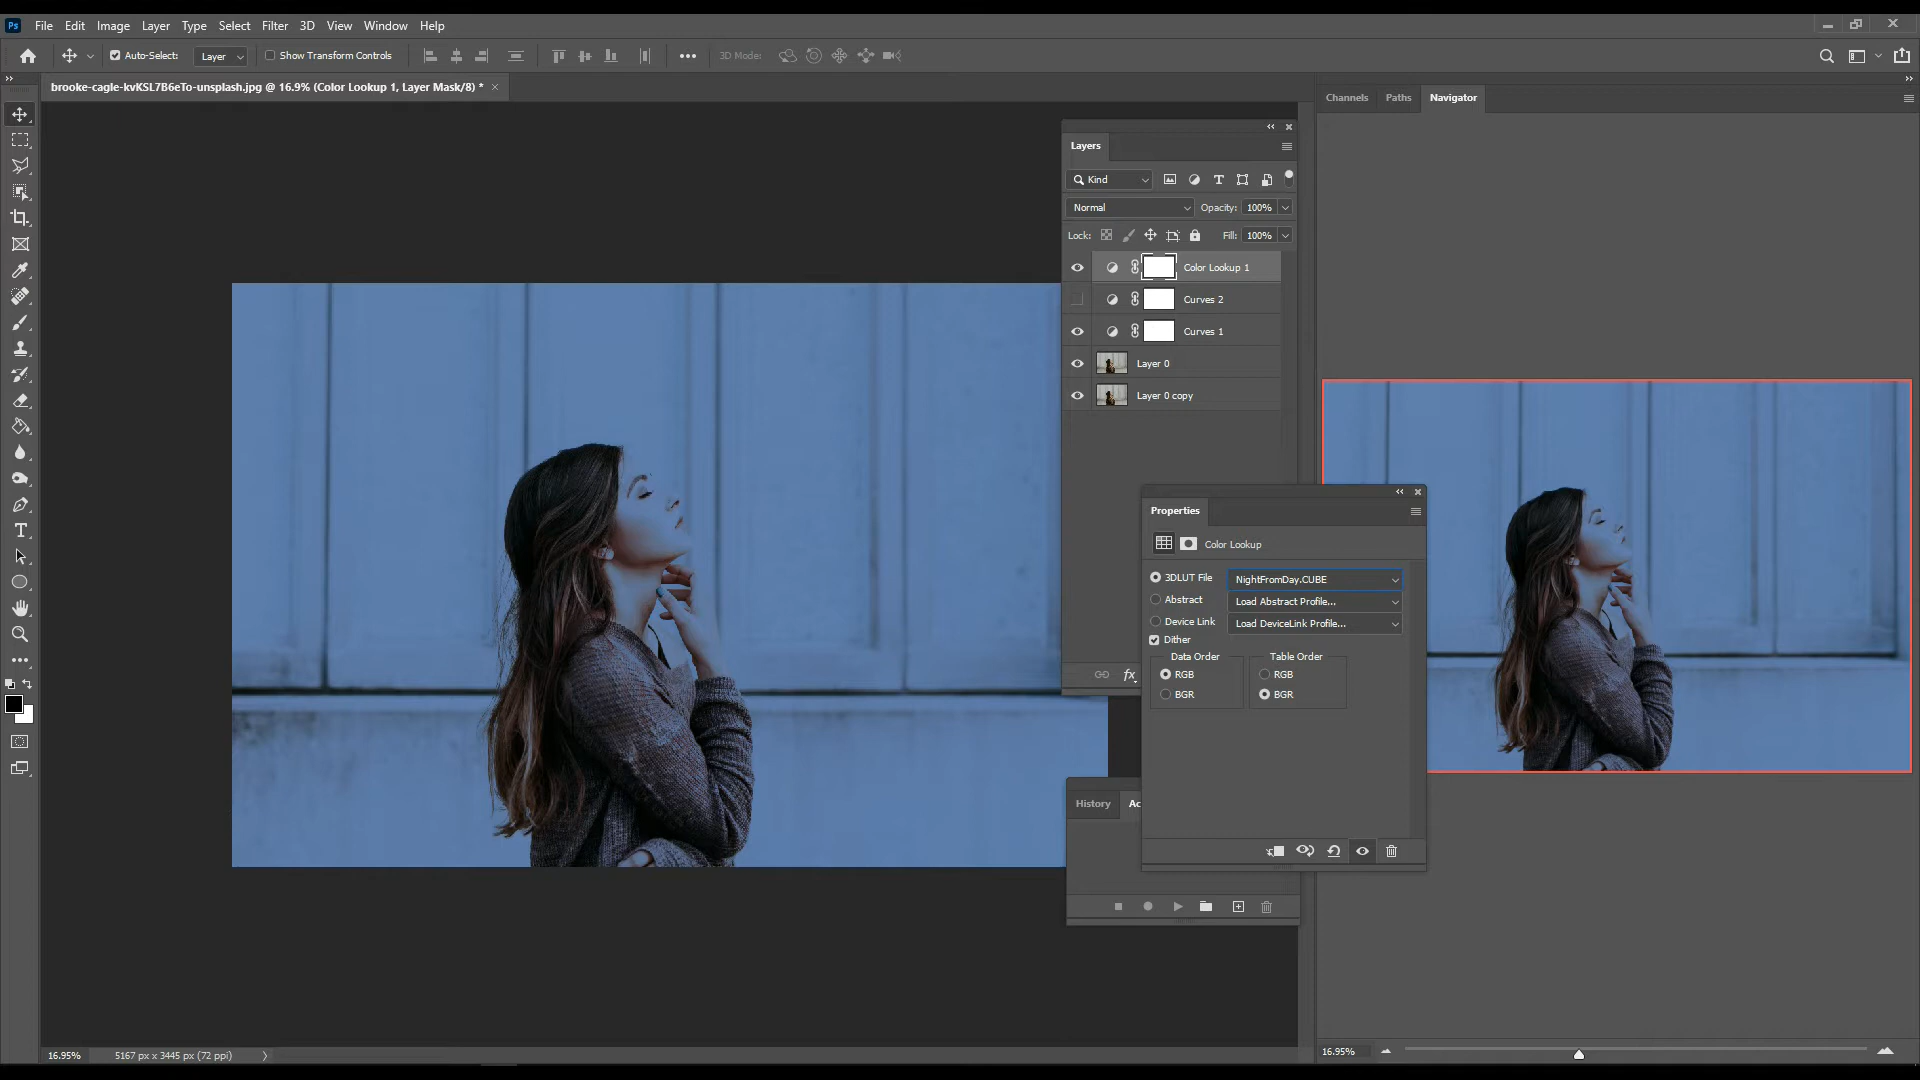 Ps File Edit Image Layer Type Select Filter 3D View Window Help
Auto-Select: Layer Show Transform Controls 3D Mode:
brooke-cagle-kvKSL7B6eTo-unsplash.jpg @ 16.9% (Color Lookup 1, Layer Mask/8) *
Channels Paths Navigator
Layers
Kind
Normal Opacity: 100%
Lock: Fill: 100%
Color Lookup 1
Curves 2
Curves 1
Layer 0
Layer 0 copy
fx
Properties
Color Lookup
3DLUT File NightFromDay.CUBE
Abstract Load Abstract Profile...
Device Link Load DeviceLink Profile...
Dither
Data Order Table Order
RGB RGB
BGR BGR
History Ac
16.95% 5167 px x 3445 px (72 ppi)
16.95%